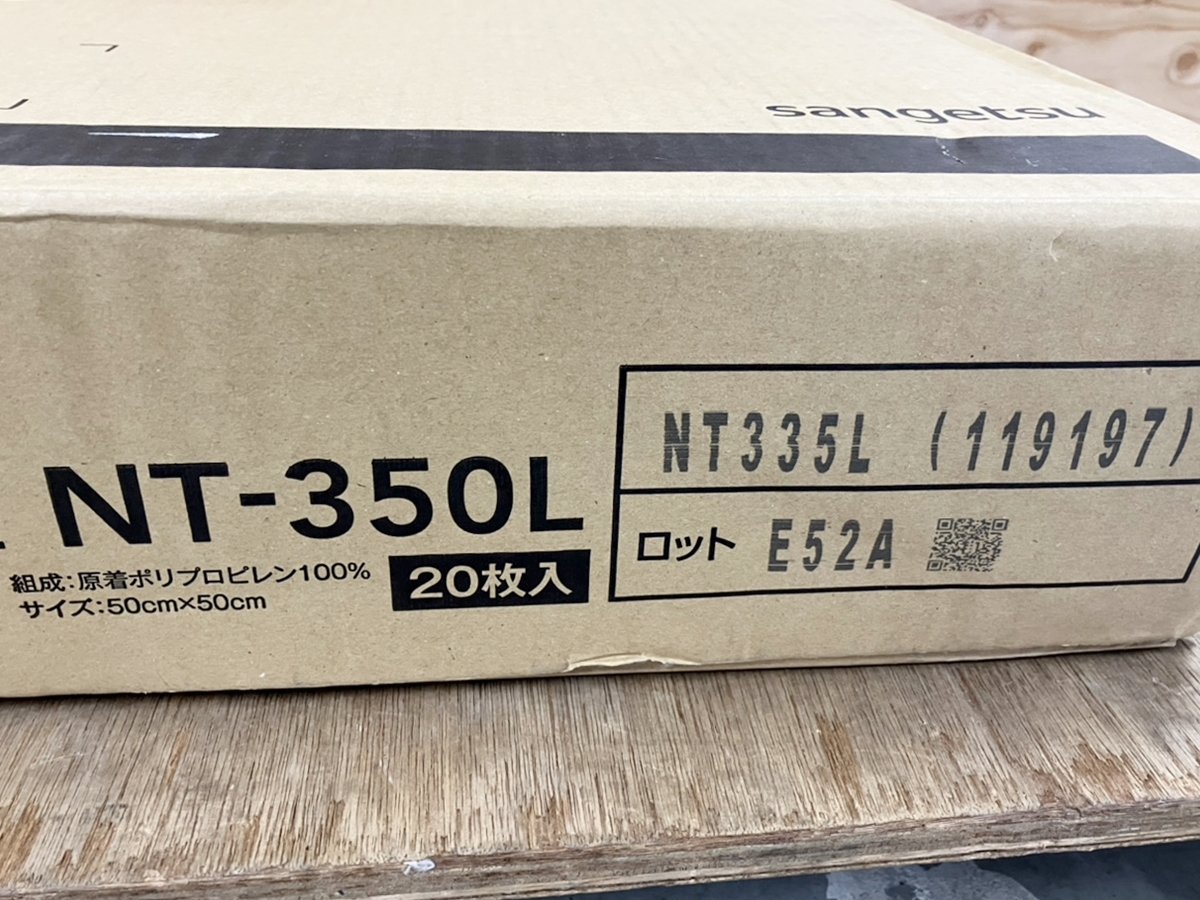 sangetsu
NT-350L
組成:原着ポリプロピレン100%
サイズ:50cm×50cm
20枚入
NT335L (119197)
ロット E52A